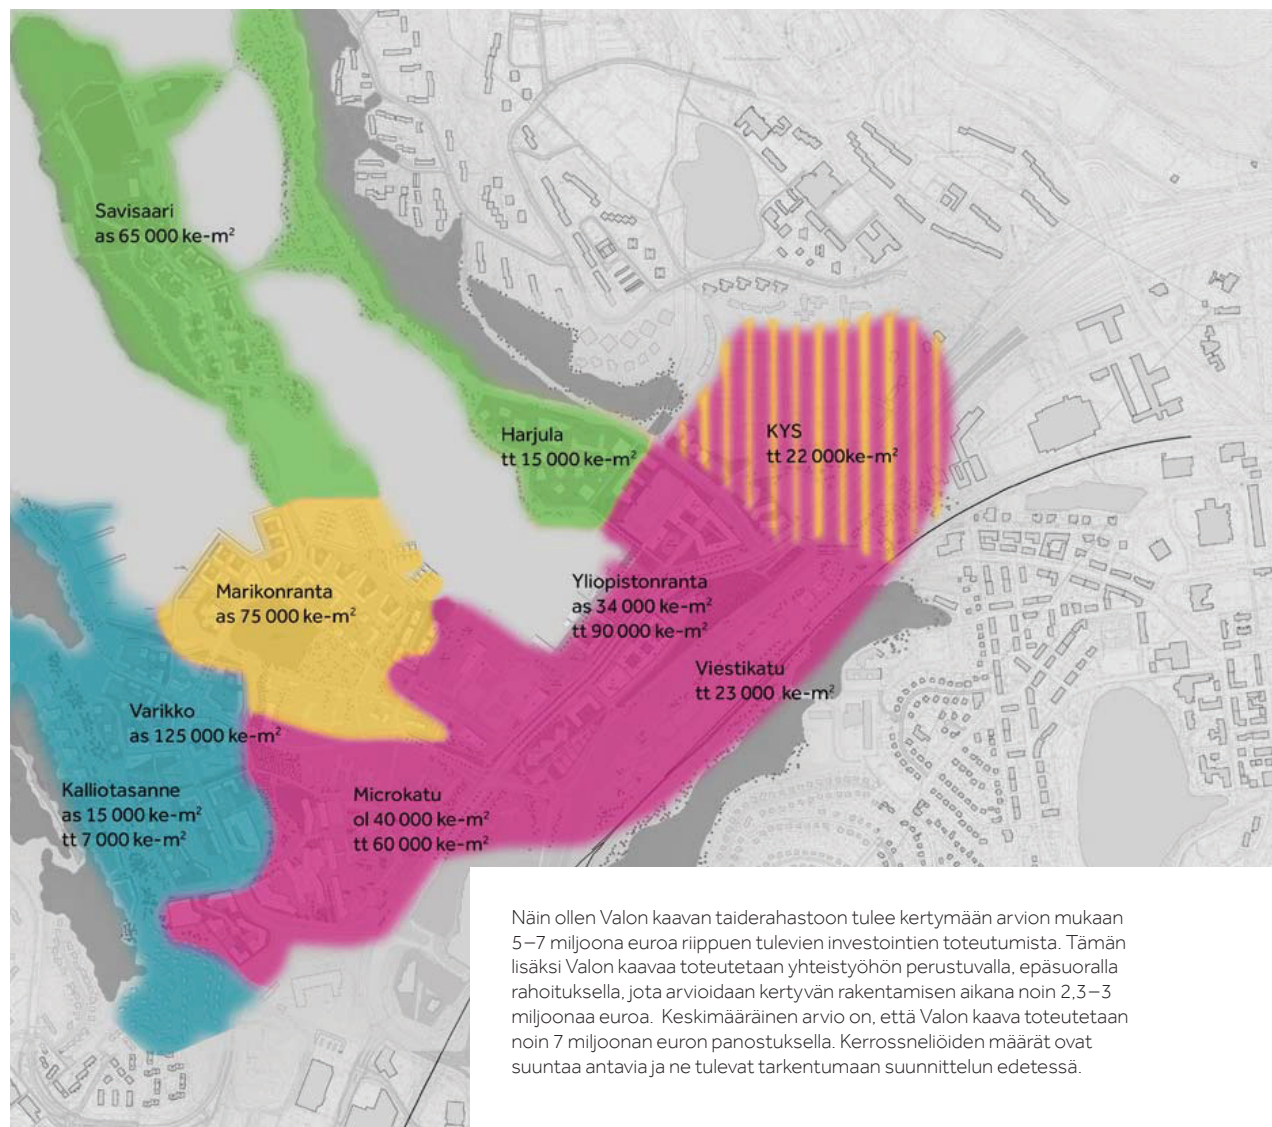 Savisaari
as 65 000 ke-m²
Harjula
tt 15 000 ke-m²
KYS
tt 22 000ke-m²
Marikonranta
as 75 000 ke-m²
Yliopistonranta
as 34 000 ke-m²
tt 90 000 ke-m²
Viestikatu
tt 23 000 ke-m²
Varikko
as 125 000 ke-m²
Kalliotasanne
as 15 000 ke-m²
tt 7 000 ke-m²
Microkatu
ol 40 000 ke-m²
tt 60 000 ke-m²
Näin ollen Valon kaavan taiderahastoon tulee kertymään arvion mukaan
5–7 miljoona euroa riippuen tulevien investointien toteutumista. Tämän
lisäksi Valon kaavaa toteutetaan yhteistyöhön perustuvalla, epäsuoralla
rahoituksella, jota arvioidaan kertyvän rakentamisen aikana noin 2,3–3
miljoonaa euroa. Keskimääräinen arvio on, että Valon kaava toteutetaan
noin 7 miljoonan euron panostuksella. Kerrossneliöiden määrät ovat
suuntaa antavia ja ne tulevat tarkentumaan suunnittelun edetessä.